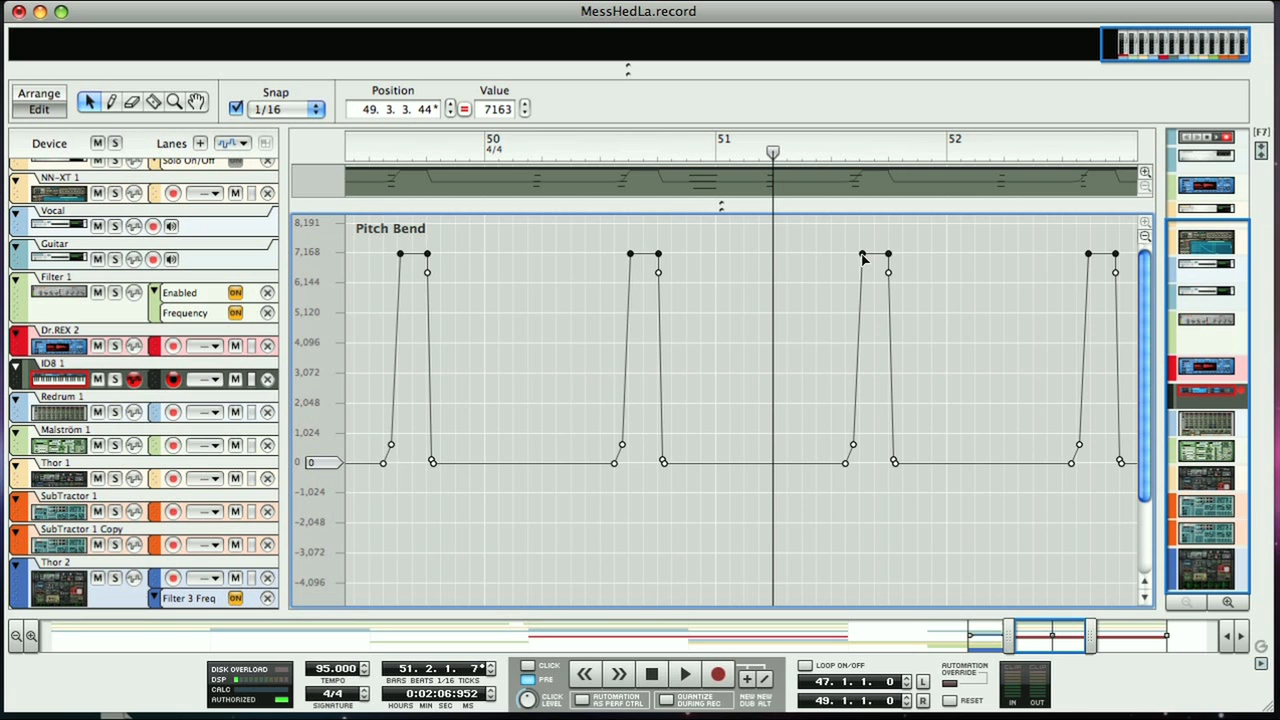 MessHedLa.record
Arrange
Edit
Snap
1/16
Position
49. 3. 3. 44*
Value
7163
[F7]
Device M S Lanes
50
4/4
51
52
Solo On/Off
NN-XT 1
Vocal
M S
Guitar
M S
Filter 1
M S
Enabled ON
Frequency ON
Dr.REX 2
M S M
ID8 1
M S M
Redrum 1
M S M
Malström 1
M S M
Thor 1
M S M
SubTractor 1
M S M
SubTractor 1 Copy
M S M
Thor 2
M S M
Filter 3 Freq ON
Pitch Bend
8,191
7,168
6,144
5,120
4,096
3,072
2,048
1,024
0 0
-1,024
-2,048
-3,072
-4,096
DISK OVERLOAD
DSP
CALC
AUTHORIZED
95.000
TEMPO
4/4
SIGNATURE
51. 2. 1. 7*
BARS BEATS 1/16 TICKS
0:02:06:952
HOURS MIN SEC MS
CLICK
PRE
CLICK
LEVEL
AUTOMATION
AS PERF CTRL
QUANTIZE
DURING REC
NEW NEW
DUB ALT
LOOP ON/OFF
47. 1. 1. 0 L
49. 1. 1. 0 R
AUTOMATION
OVERRIDE
RESET
CLIP CLIP
IN OUT